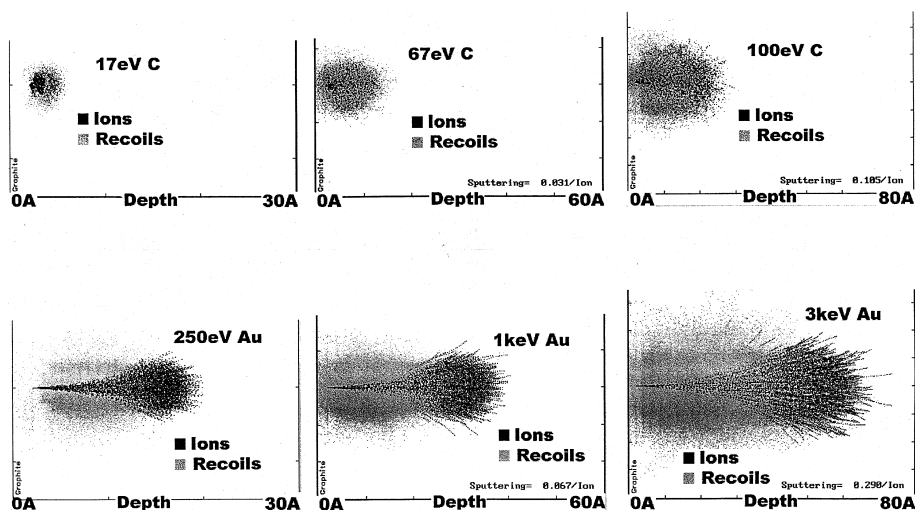 17eV C
Ions
Recoils
Graphite
0A Depth 30A
67eV C
Ions
Recoils
Graphite
Sputtering= 0.031/Ion
0A Depth 60A
100eV C
Ions
Recoils
Graphite
Sputtering= 0.105/Ion
0A Depth 80A
250eV Au
Ions
Recoils
Graphite
0A Depth 30A
1keV Au
Ions
Recoils
Graphite
Sputtering= 0.067/Ion
0A Depth 60A
3keV Au
Ions
Recoils
Graphite
Sputtering= 0.290/Ion
0A Depth 80A